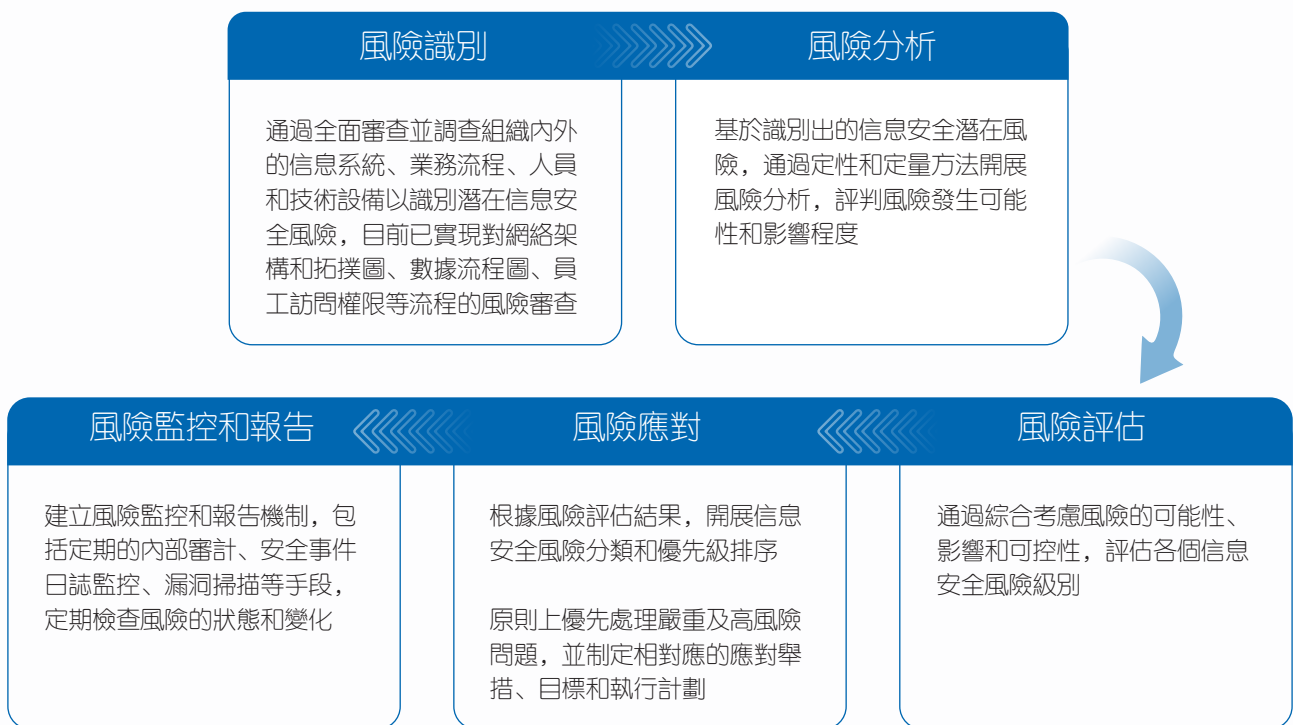 風險識別
通過全面審查並調查組織內外
的信息系統、業務流程、人員
和技術設備以識別潛在信息安
全風險，目前已實現對網絡架
構和拓撲圖、數據流程圖、員
工訪問權限等流程的風險審查
風險分析
基於識別出的信息安全潛在風
險，通過定性和定量方法開展
風險分析，評判風險發生可能
性和影響程度
風險評估
通過綜合考慮風險的可能性、
影響和可控性，評估各個信息
安全風險級別
風險應對
根據風險評估結果，開展信息
安全風險分類和優先級排序
原則上優先處理嚴重及高風險
問題，並制定相對應的應對舉
措、目標和執行計劃
風險監控和報告
建立風險監控和報告機制，包
括定期的內部審計、安全事件
日誌監控、漏洞掃描等手段，
定期檢查風險的狀態和變化